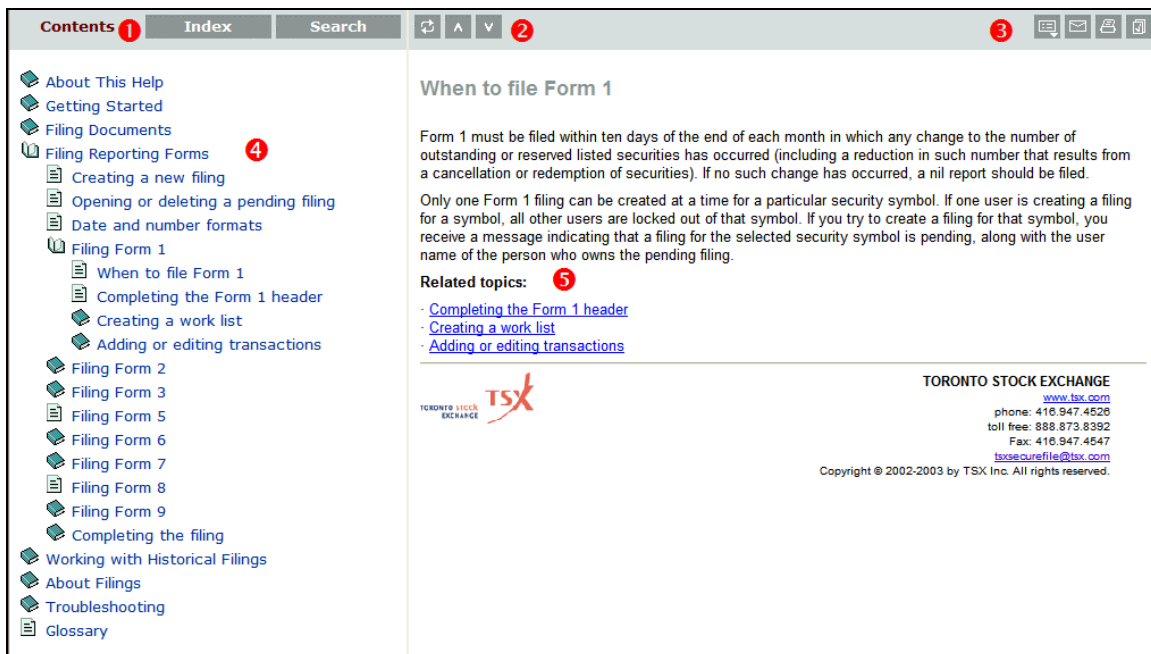 Contents 1 Index Search 2 3
About This Help
Getting Started
Filing Documents
Filing Reporting Forms 4
Creating a new filing
Opening or deleting a pending filing
Date and number formats
Filing Form 1
When to file Form 1
Completing the Form 1 header
Creating a work list
Adding or editing transactions
Filing Form 2
Filing Form 3
Filing Form 5
Filing Form 6
Filing Form 7
Filing Form 8
Filing Form 9
Completing the filing
Working with Historical Filings
About Filings
Troubleshooting
Glossary
When to file Form 1
Form 1 must be filed within ten days of the end of each month in which any change to the number of
outstanding or reserved listed securities has occurred (including a reduction in such number that results from
a cancellation or redemption of securities). If no such change has occurred, a nil report should be filed.
Only one Form 1 filing can be created at a time for a particular security symbol. If one user is creating a filing
for a symbol, all other users are locked out of that symbol. If you try to create a filing for that symbol, you
receive a message indicating that a filing for the selected security symbol is pending, along with the user
name of the person who owns the pending filing.
Related topics: 5
· Completing the Form 1 header
· Creating a work list
· Adding or editing transactions
TORONTO STOCK
EXCHANGE
TSX
TORONTO STOCK EXCHANGE
www.tsx.com
phone: 416.947.4526
toll free: 888.873.8392
Fax: 416.947.4547
tsxsecurefile@tsx.com
Copyright © 2002-2003 by TSX Inc. All rights reserved.